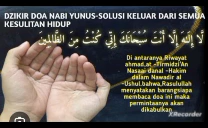 DZIKIR DOA NABI YUNUS-SOLUSI KELUAR DARI SEMUA
KESULITAN HIDUP
لَا إِلَٰهَ إِلَّا أَنْتَ سُبْحَانَكَ إِنِّي كُنْتُ مِنَ الظَّالِمِينَ
Di antaranya Riwayat
ahmad,at -Tirmidzi'An
Nasaai danal -Hakim
dalam Nawadir al
-Ushul.bahwa,Rasulullah
menyatakan barangsiapa
membaca doa ini maka
permintaannya akan
dikabulkan
XRecorder